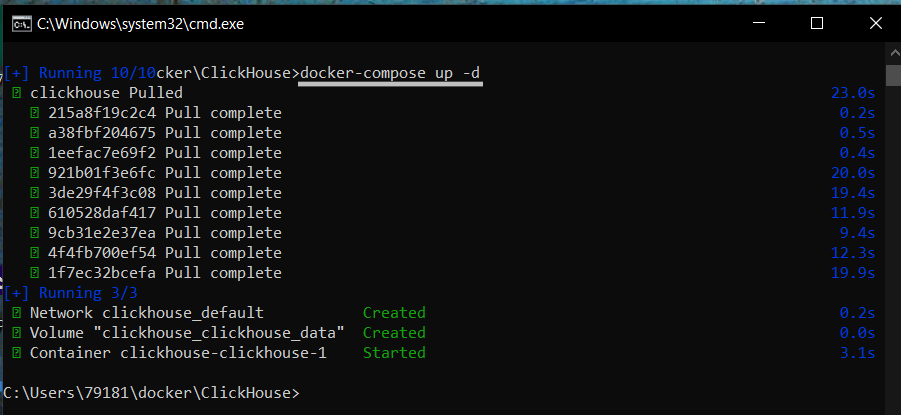 C:\Windows\system32\cmd.exe
[+] Running 10/10cker\ClickHouse>docker-compose up -d
clickhouse Pulled 23.0s
215a8f19c2c4 Pull complete 0.2s
a38fbf204675 Pull complete 0.5s
1eefac7e69f2 Pull complete 0.4s
921b01f3e6fc Pull complete 20.0s
3de29f4f3c08 Pull complete 19.4s
610528daf417 Pull complete 11.9s
9cb31e2e37ea Pull complete 9.4s
4f4fb700ef54 Pull complete 12.3s
1f7ec32bcefa Pull complete 19.9s
[+] Running 3/3
Network clickhouse_default Created 0.2s
Volume "clickhouse_clickhouse_data" Created 0.0s
Container clickhouse-clickhouse-1 Started 3.1s
C:\Users\79181\docker\ClickHouse>